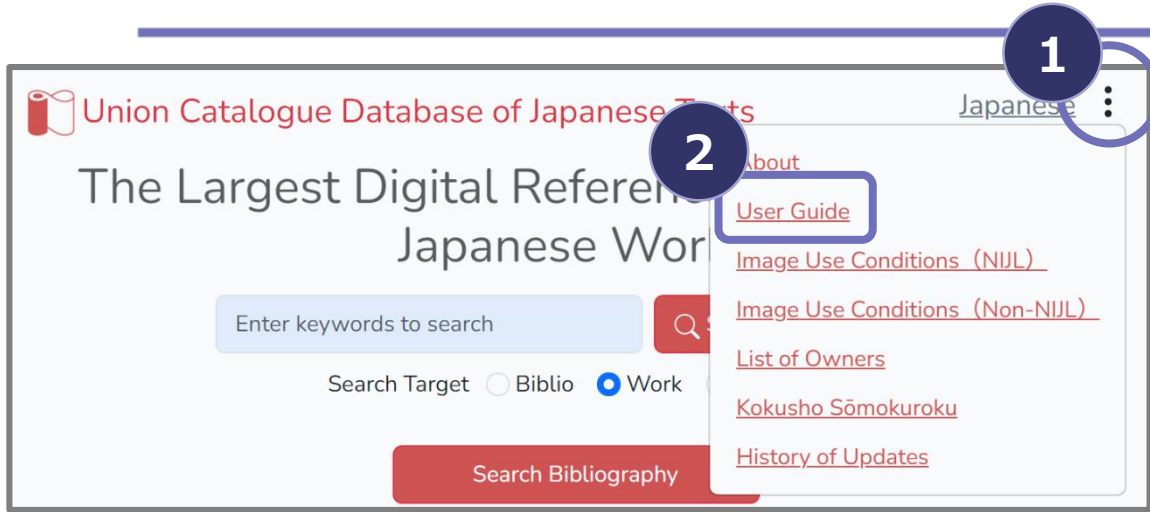 1
Union Catalogue Database of Japanese Texts
Japanese
2
About
The Largest Digital
Japanese
User Guide
Image Use Conditions（NIJL）
Enter keywords to search
Image Use Conditions（Non-NIJL）
List of Owners
Search Target Biblio Work
Kokusho Sōmokuroku
History of Updates
Search Bibliography